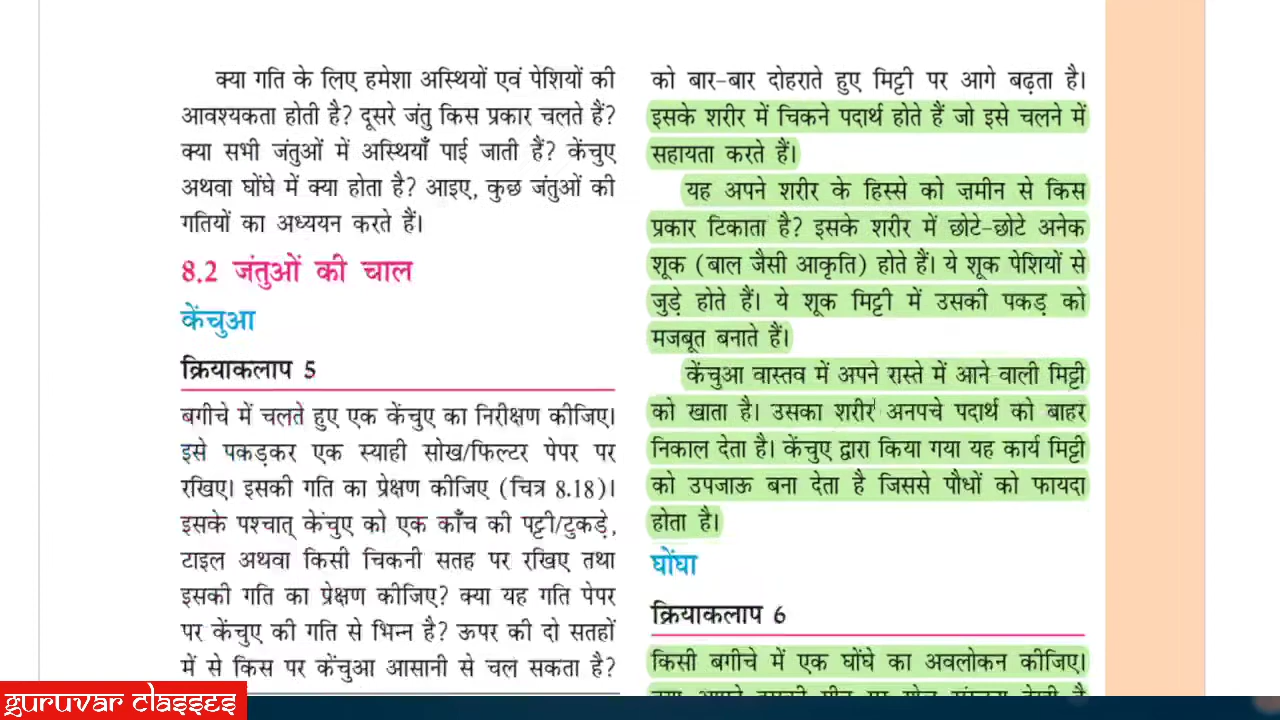 क्या गति के लिए हमेशा अस्थियों एवं पेशियों की
आवश्यकता होती है? दूसरे जंतु किस प्रकार चलते हैं?
क्या सभी जंतुओं में अस्थियाँ पाई जाती हैं? केंचुए
अथवा घोंघे में क्या होता है? आइए, कुछ जंतुओं की
गतियों का अध्ययन करते हैं।
8.2 जंतुओं की चाल
केंचुआ
क्रियाकलाप 5
बगीचे में चलते हुए एक केंचुए का निरीक्षण कीजिए।
इसे पकड़कर एक स्याही सोख/फिल्टर पेपर पर
रखिए। इसकी गति का प्रेक्षण कीजिए (चित्र 8.18)।
इसके पश्चात् केंचुए को एक काँच की पट्टी/टुकड़े,
टाइल अथवा किसी चिकनी सतह पर रखिए तथा
इसकी गति का प्रेक्षण कीजिए? क्या यह गति पेपर
पर केंचुए की गति से भिन्न है? ऊपर की दो सतहों
में से किस पर केंचुआ आसानी से चल सकता है?
को बार-बार दोहराते हुए मिट्टी पर आगे बढ़ता है।
इसके शरीर में चिकने पदार्थ होते हैं जो इसे चलने में
सहायता करते हैं।
यह अपने शरीर के हिस्से को ज़मीन से किस
प्रकार टिकाता है? इसके शरीर में छोटे-छोटे अनेक
शूक (बाल जैसी आकृति) होते हैं। ये शूक पेशियों से
जुड़े होते हैं। ये शूक मिट्टी में उसकी पकड़ को
मजबूत बनाते हैं।
केंचुआ वास्तव में अपने रास्ते में आने वाली मिट्टी
को खाता है। उसका शरीर अनपचे पदार्थ को बाहर
निकाल देता है। केंचुए द्वारा किया गया यह कार्य मिट्टी
को उपजाऊ बना देता है जिससे पौधों को फायदा
होता है।
घोंघा
क्रियाकलाप 6
किसी बगीचे में एक घोंघे का अवलोकन कीजिए।
GURUVAR CLASSES